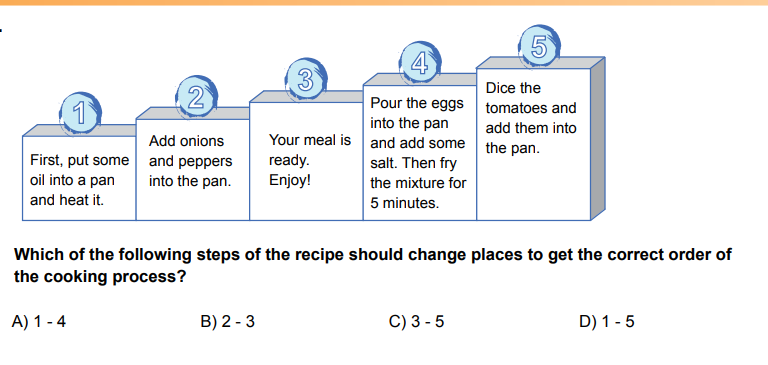 1
First, put some
oil into a pan
and heat it.
2
Add onions
and peppers
into the pan.
3
Your meal is
ready.
Enjoy!
4
Pour the eggs
into the pan
and add some
salt. Then fry
the mixture for
5 minutes.
5
Dice the
tomatoes and
add them into
the pan.
Which of the following steps of the recipe should change places to get the correct order of
the cooking process?
A) 1 - 4 B) 2 - 3 C) 3 - 5 D) 1 - 5